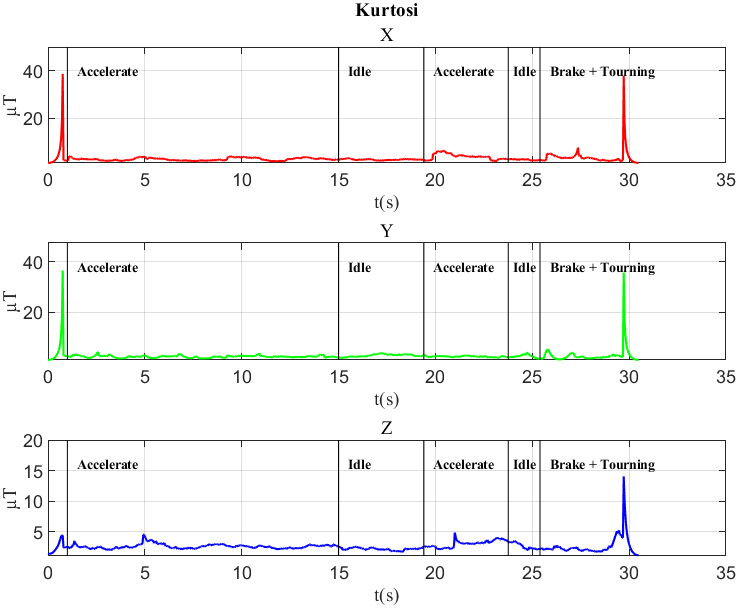 Kurtosi
X
40
20
μT
Accelerate
Idle
Accelerate
Idle
Brake + Tourning
0 5 10 15 20 25 30 35
t(s)
Y
40
20
μT
Accelerate
Idle
Accelerate
Idle
Brake + Tourning
0 5 10 15 20 25 30 35
t(s)
Z
20
15
10
5
μT
Accelerate
Idle
Accelerate
Idle
Brake + Tourning
0 5 10 15 20 25 30 35
t(s)